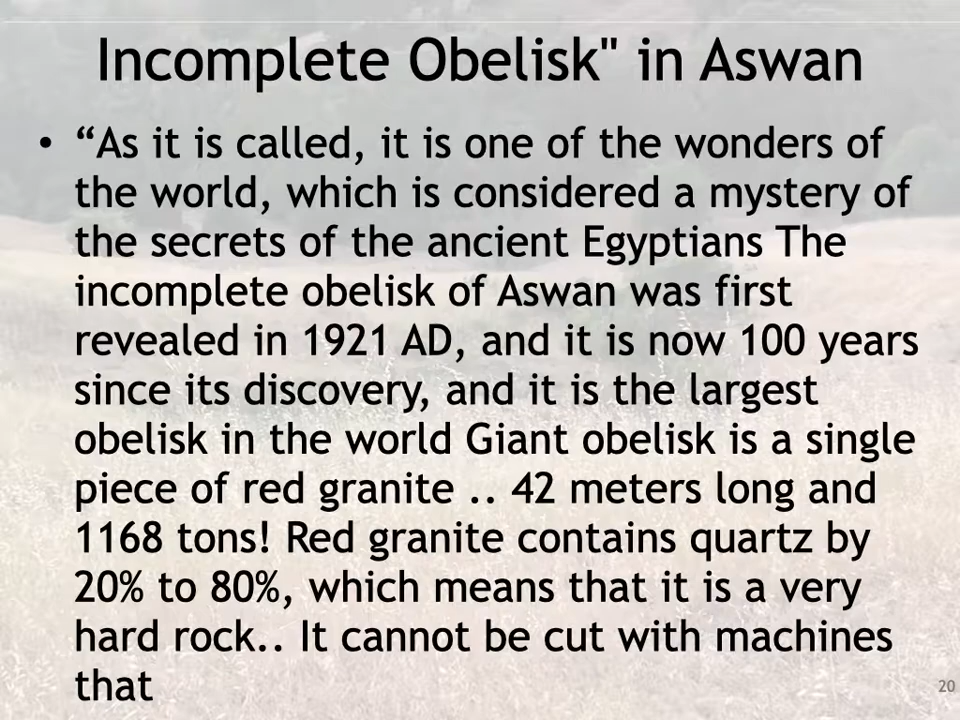 Incomplete Obelisk" in Aswan
• “As it is called, it is one of the wonders of
the world, which is considered a mystery of
the secrets of the ancient Egyptians The
incomplete obelisk of Aswan was first
revealed in 1921 AD, and it is now 100 years
since its discovery, and it is the largest
obelisk in the world Giant obelisk is a single
piece of red granite .. 42 meters long and
1168 tons! Red granite contains quartz by
20% to 80%, which means that it is a very
hard rock.. It cannot be cut with machines
that
20